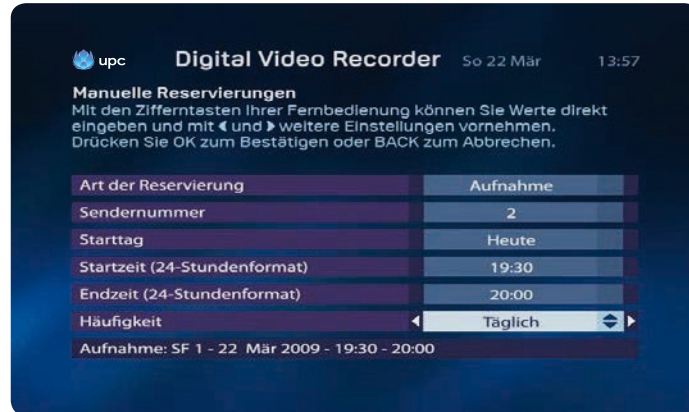 upc Digital Video Recorder So 22 Mär 13:57
Manuelle Reservierungen
Mit den Zifferntasten Ihrer Fernbedienung können Sie Werte direkt
eingeben und mit ◀ und ▶ weitere Einstellungen vornehmen.
Drücken Sie OK zum Bestätigen oder BACK zum Abbrechen.
Art der Reservierung Aufnahme
Sendernummer 2
Starttag Heute
Startzeit (24-Stundenformat) 19:30
Endzeit (24-Stundenformat) 20:00
Häufigkeit Täglich
Aufnahme: SF 1 - 22 Mär 2009 - 19:30 - 20:00